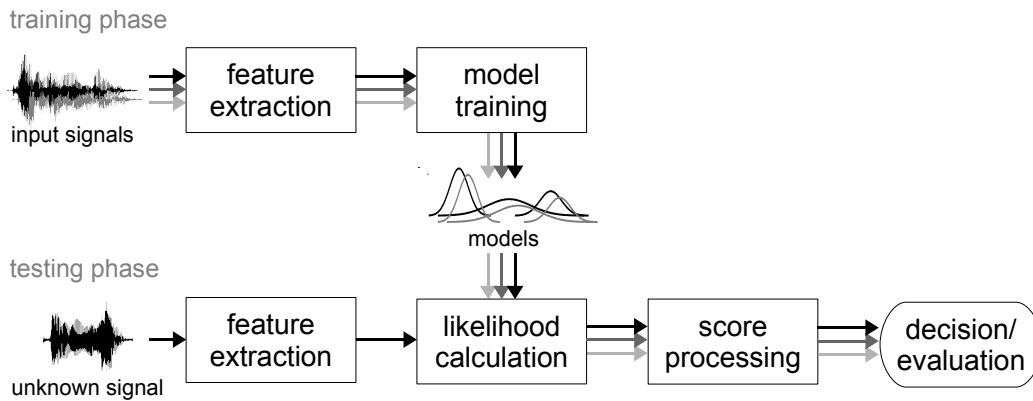 training phase
feature
extraction
model
training
input signals
models
testing phase
feature
extraction
likelihood
calculation
score
processing
decision/
evaluation
unknown signal